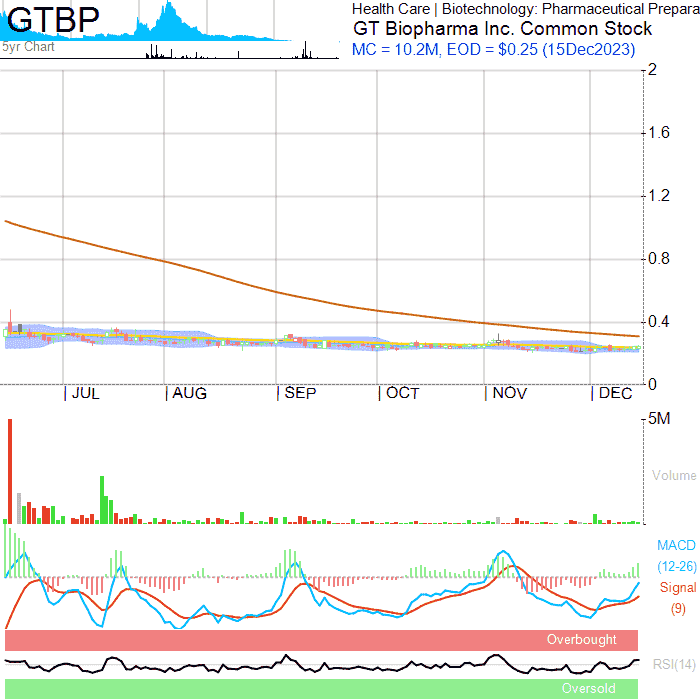 GTBP
Health Care | Biotechnology: Pharmaceutical Prepara
GT Biopharma Inc. Common Stock
5yr Chart
MC = 10.2M, EOD = $0.25 (15Dec2023)
2
1.6
1.2
0.8
0.4
0
JUL
AUG
SEP
OCT
NOV
DEC
5M
Volume
MACD
(12-26)
Signal
(9)
Overbought
RSI(14)
Oversold